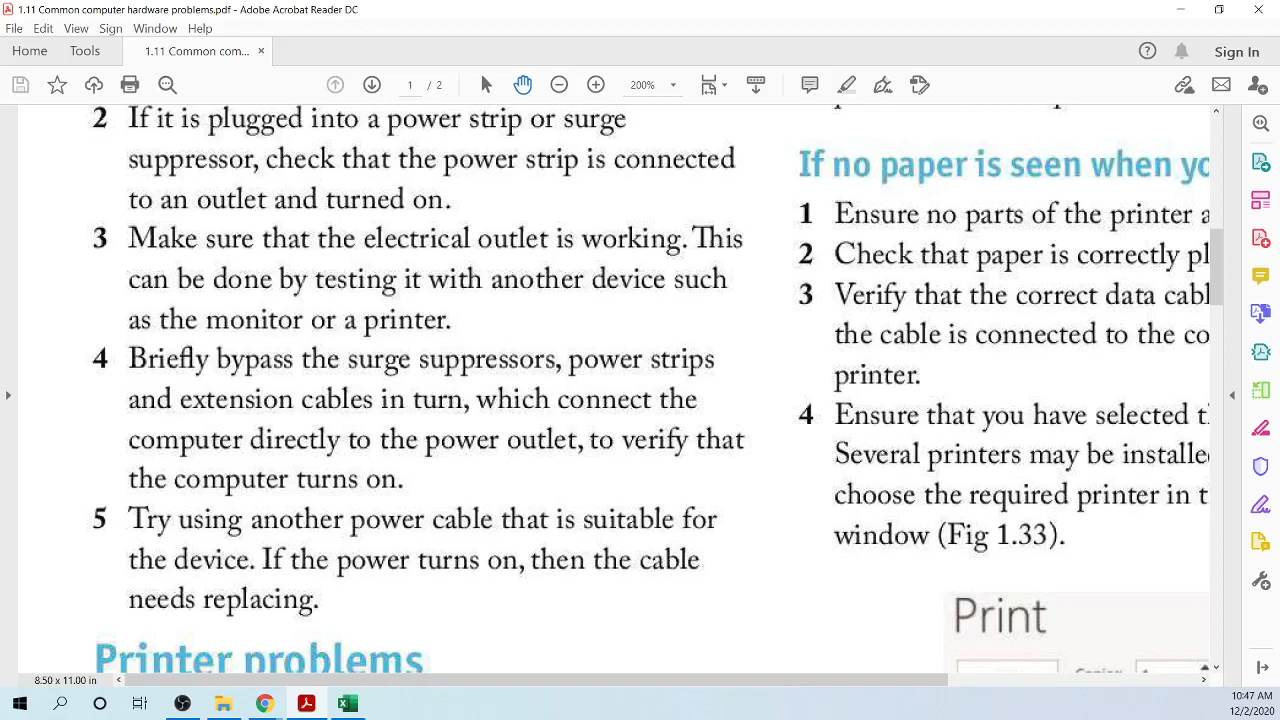 1.11 Common computer hardware problems.pdf - Adobe Acrobat Reader DC
File Edit View Sign Window Help
Home Tools 1.11 Common com... ×
? Sign In
1 / 2 200%
2 If it is plugged into a power strip or surge
suppressor, check that the power strip is connected
to an outlet and turned on.
3 Make sure that the electrical outlet is working. This
can be done by testing it with another device such
as the monitor or a printer.
4 Briefly bypass the surge suppressors, power strips
and extension cables in turn, which connect the
computer directly to the power outlet, to verify that
the computer turns on.
5 Try using another power cable that is suitable for
the device. If the power turns on, then the cable
needs replacing.
Printer problems
If no paper is seen when yo
1 Ensure no parts of the printer a
2 Check that paper is correctly pl
3 Verify that the correct data cabl
the cable is connected to the co
printer.
4 Ensure that you have selected t
Several printers may be installe
choose the required printer in t
window (Fig 1.33).
Print
8.50 x 11.00 in
10:47 AM
12/2/2020